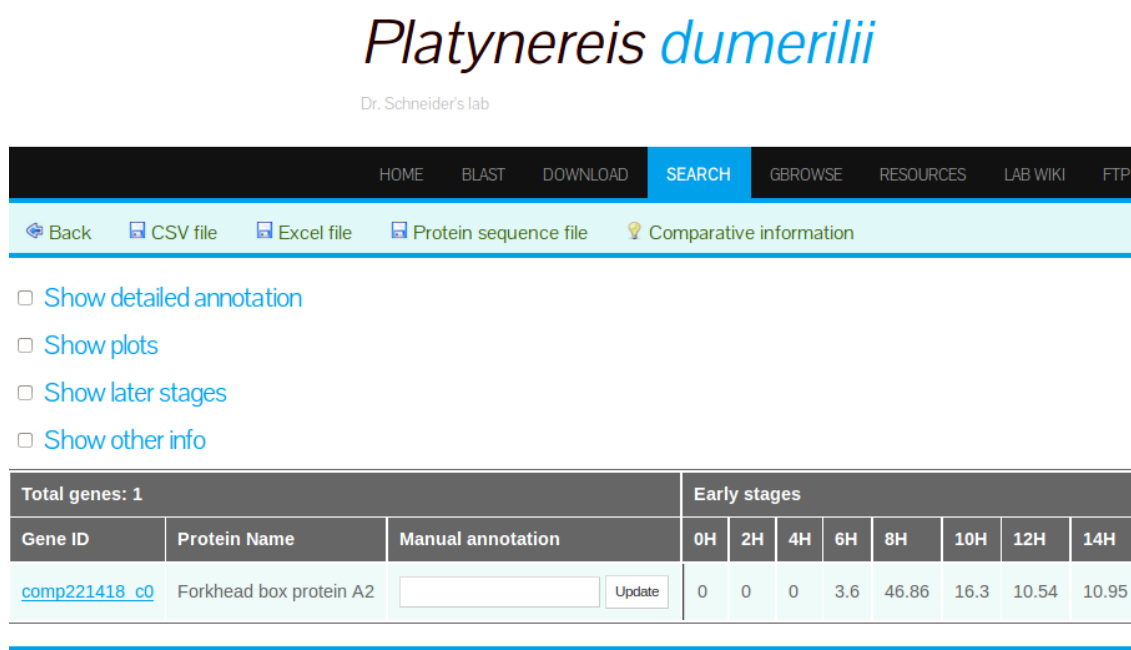 Platynereis dumerilii
Dr. Schneider's lab
HOME BLAST DOWNLOAD SEARCH GBROWSE RESOURCES LAB WIKI FTP
Back CSV file Excel file Protein sequence file Comparative information
Show detailed annotation
Show plots
Show later stages
Show other info
Total genes: 1 Early stages
Gene ID Protein Name Manual annotation 0H 2H 4H 6H 8H 10H 12H 14H
comp221418_c0 Forkhead box protein A2 Update 0 0 0 3.6 46.86 16.3 10.54 10.95